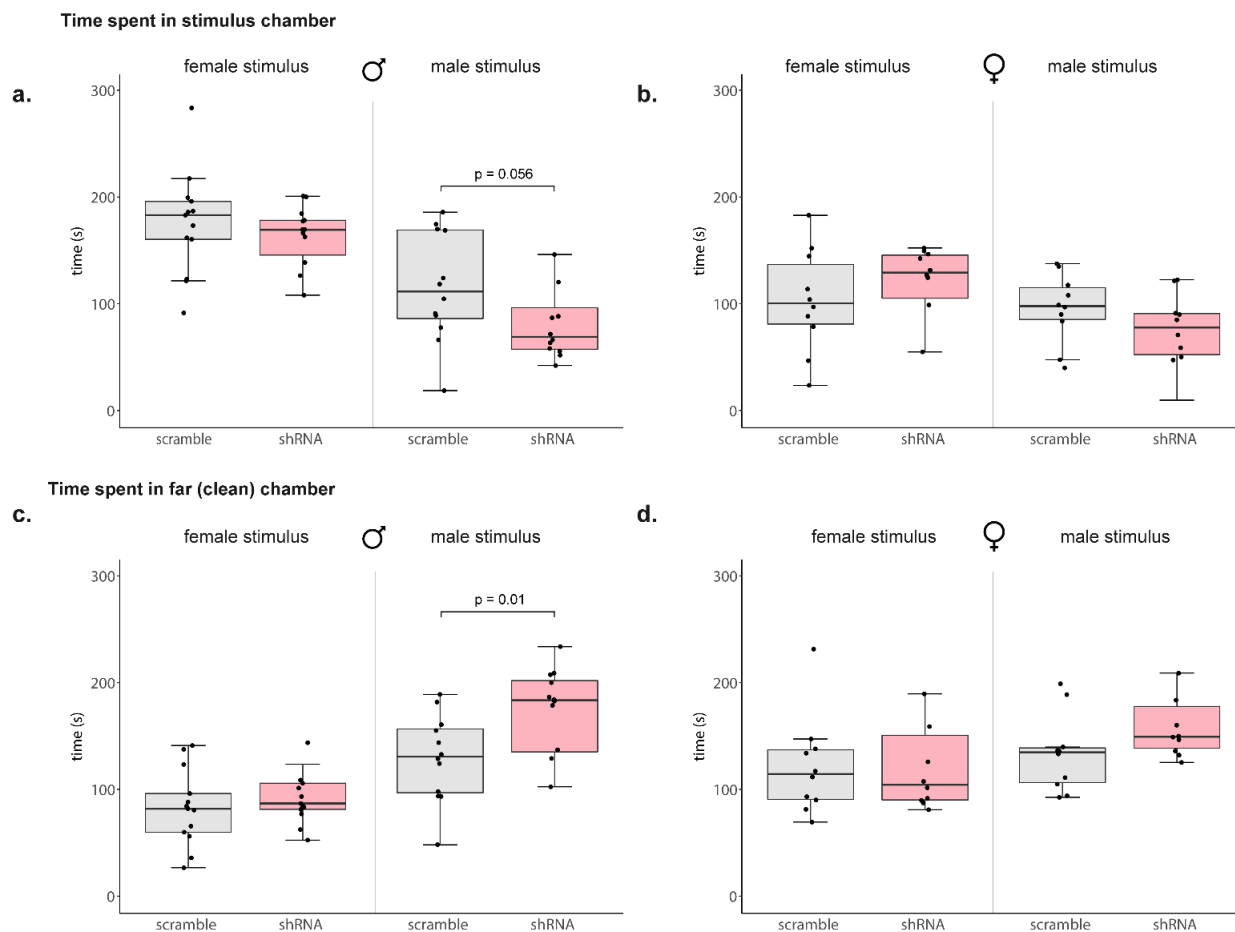 Time spent in stimulus chamber
a.
female stimulus ♂ male stimulus
300
200
100
0
time (s)
p = 0.056
scramble shRNA scramble shRNA
b.
female stimulus ♀ male stimulus
300
200
100
0
time (s)
scramble shRNA scramble shRNA
Time spent in far (clean) chamber
c.
female stimulus ♂ male stimulus
300
200
100
0
time (s)
p = 0.01
scramble shRNA scramble shRNA
d.
female stimulus ♀ male stimulus
300
200
100
0
time (s)
scramble shRNA scramble shRNA